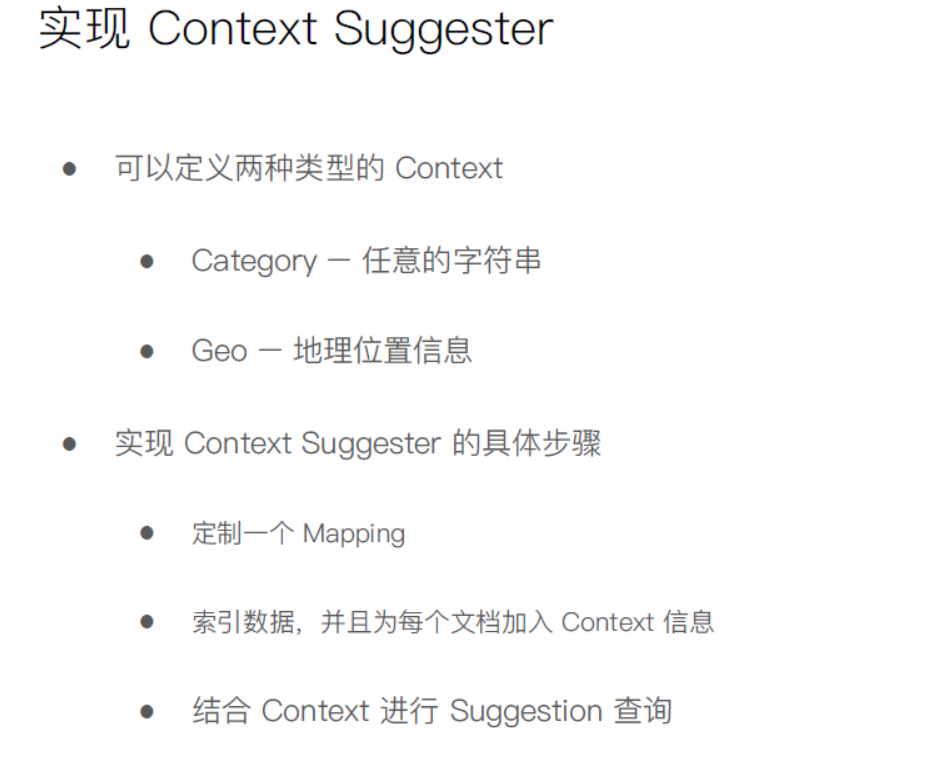 实现 Context Suggester
● 可以定义两种类型的 Context
● Category — 任意的字符串
● Geo — 地理位置信息
● 实现 Context Suggester 的具体步骤
● 定制一个 Mapping
● 索引数据，并且为每个文档加入 Context 信息
● 结合 Context 进行 Suggestion 查询